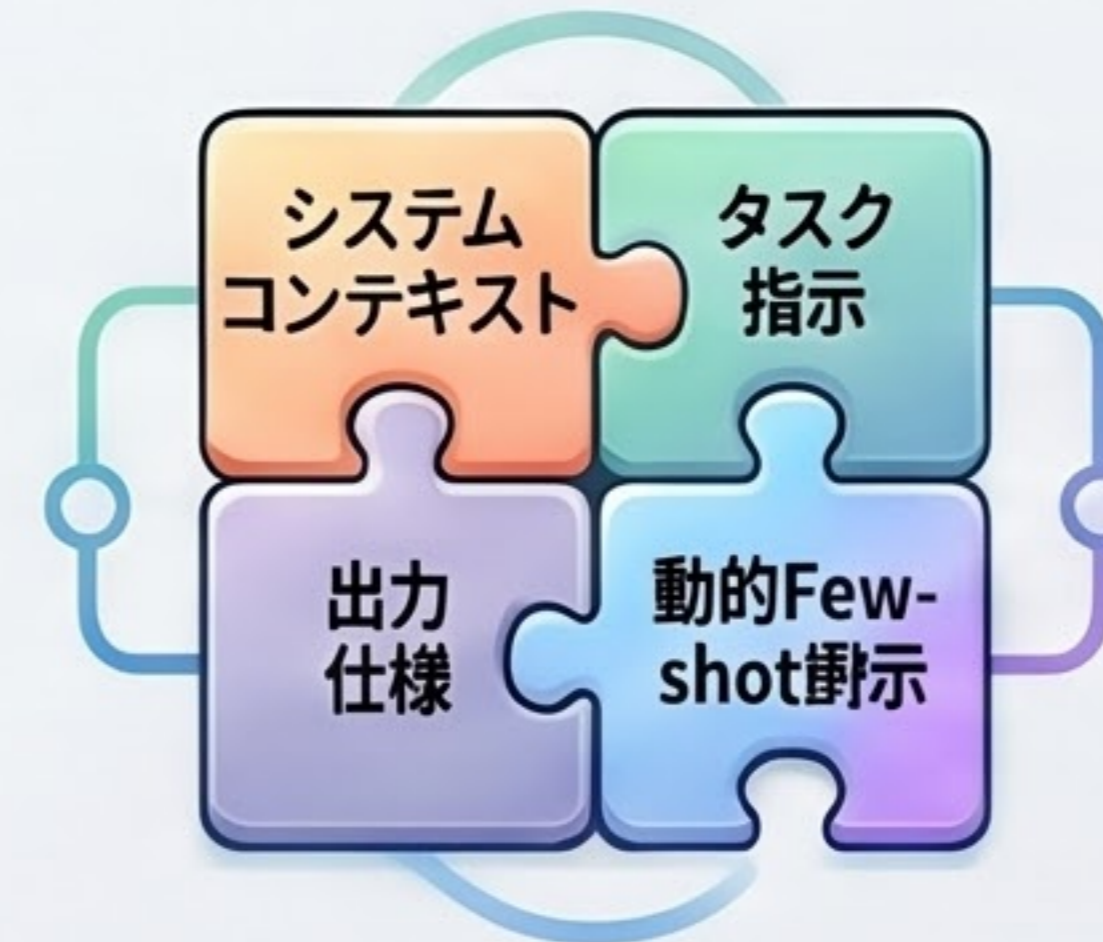 システム
コンテキスト
タスク
指示
出力
仕様
動的Few-
shot示